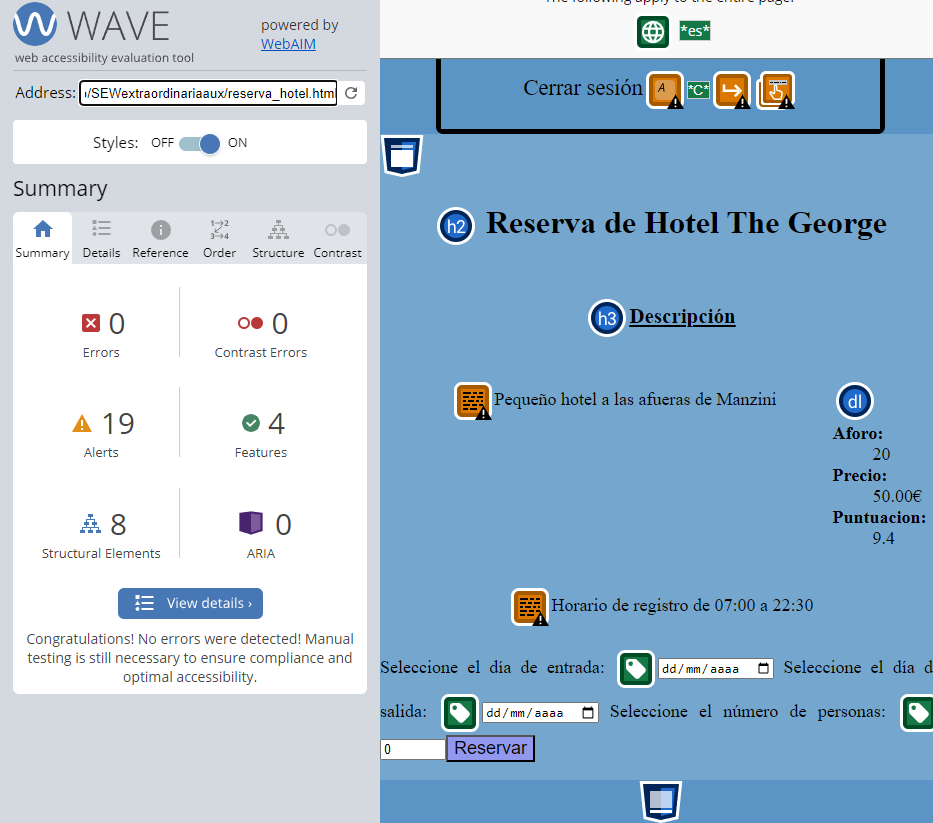 WAVE
web accessibility evaluation tool
powered by
WebAIM
Address: /SEWextraordinariaaux/reserva_hotel.html
Styles: OFF ON
Summary
Summary Details Reference Order Structure Contrast
0 Errors
0 Contrast Errors
19 Alerts
4 Features
8 Structural Elements
0 ARIA
View details ›
Congratulations! No errors were detected! Manual
testing is still necessary to ensure compliance and
optimal accessibility.
The following apply to the entire page:
*es*
Cerrar sesión A *C*
h2 Reserva de Hotel The George
h3 Descripción
Pequeño hotel a las afueras de Manzini
dl
Aforo:
20
Precio:
50.00€
Puntuacion:
9.4
Horario de registro de 07:00 a 22:30
Seleccione el día de entrada: dd/mm/aaaa Seleccione el día d
salida: dd/mm/aaaa Seleccione el número de personas:
0 Reservar